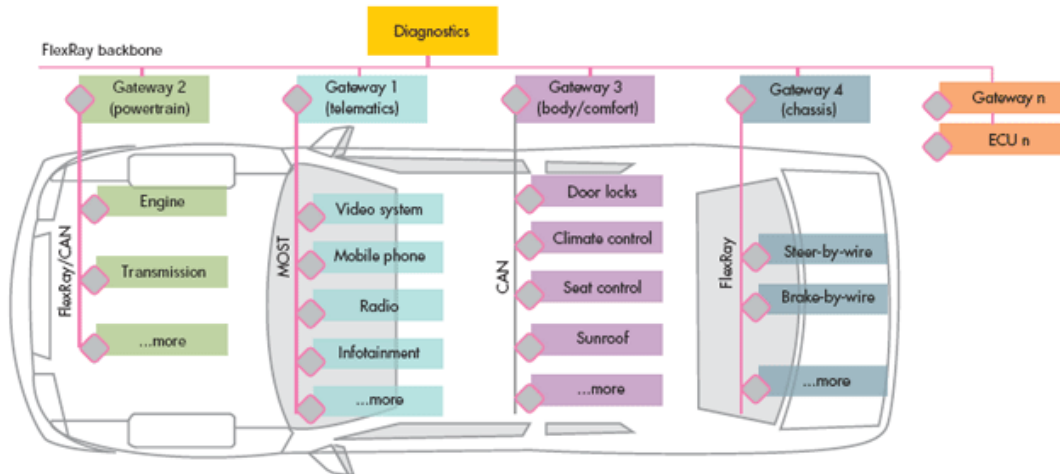 Diagnostics
FlexRay backbone
Gateway 2
(powertrain)
Gateway 1
(telematics)
Gateway 3
(body/comfort)
Gateway 4
(chassis)
Gateway n
ECU n
FlexRay/CAN
Engine
Transmission
...more
MOST
Video system
Mobile phone
Radio
Infotainment
...more
CAN
Door locks
Climate control
Seat control
Sunroof
...more
FlexRay
Steer-by-wire
Brake-by-wire
...more